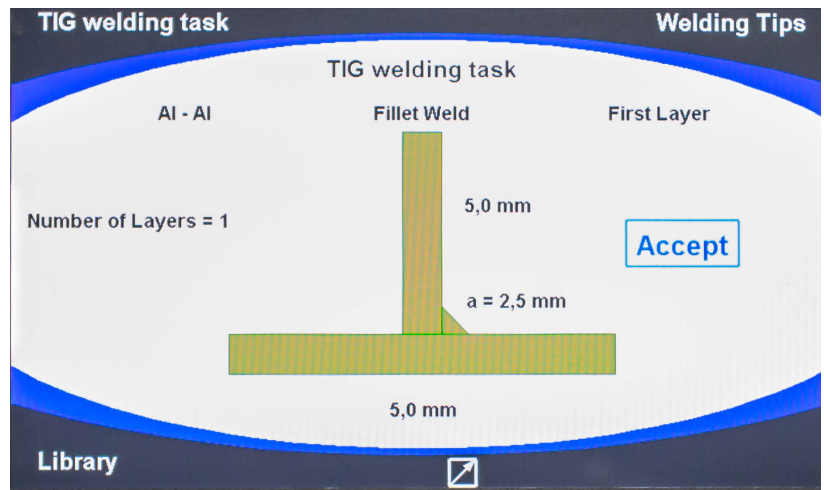 TIG welding task
Welding Tips
TIG welding task
Al - Al
Fillet Weld
First Layer
5,0 mm
Number of Layers = 1
Accept
a = 2,5 mm
5,0 mm
Library